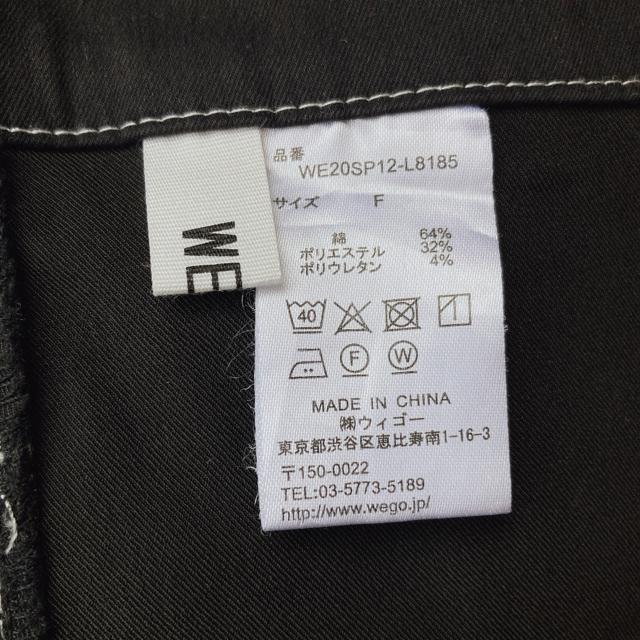 WE
品番
WE20SP12-L8185
サイズ F
綿 64%
ポリエステル 32%
ポリウレタン 4%
40
F W
MADE IN CHINA
㈱ウィゴー
東京都渋谷区恵比寿南1-16-3
〒150-0022
TEL:03-5773-5189
http://www.wego.jp/